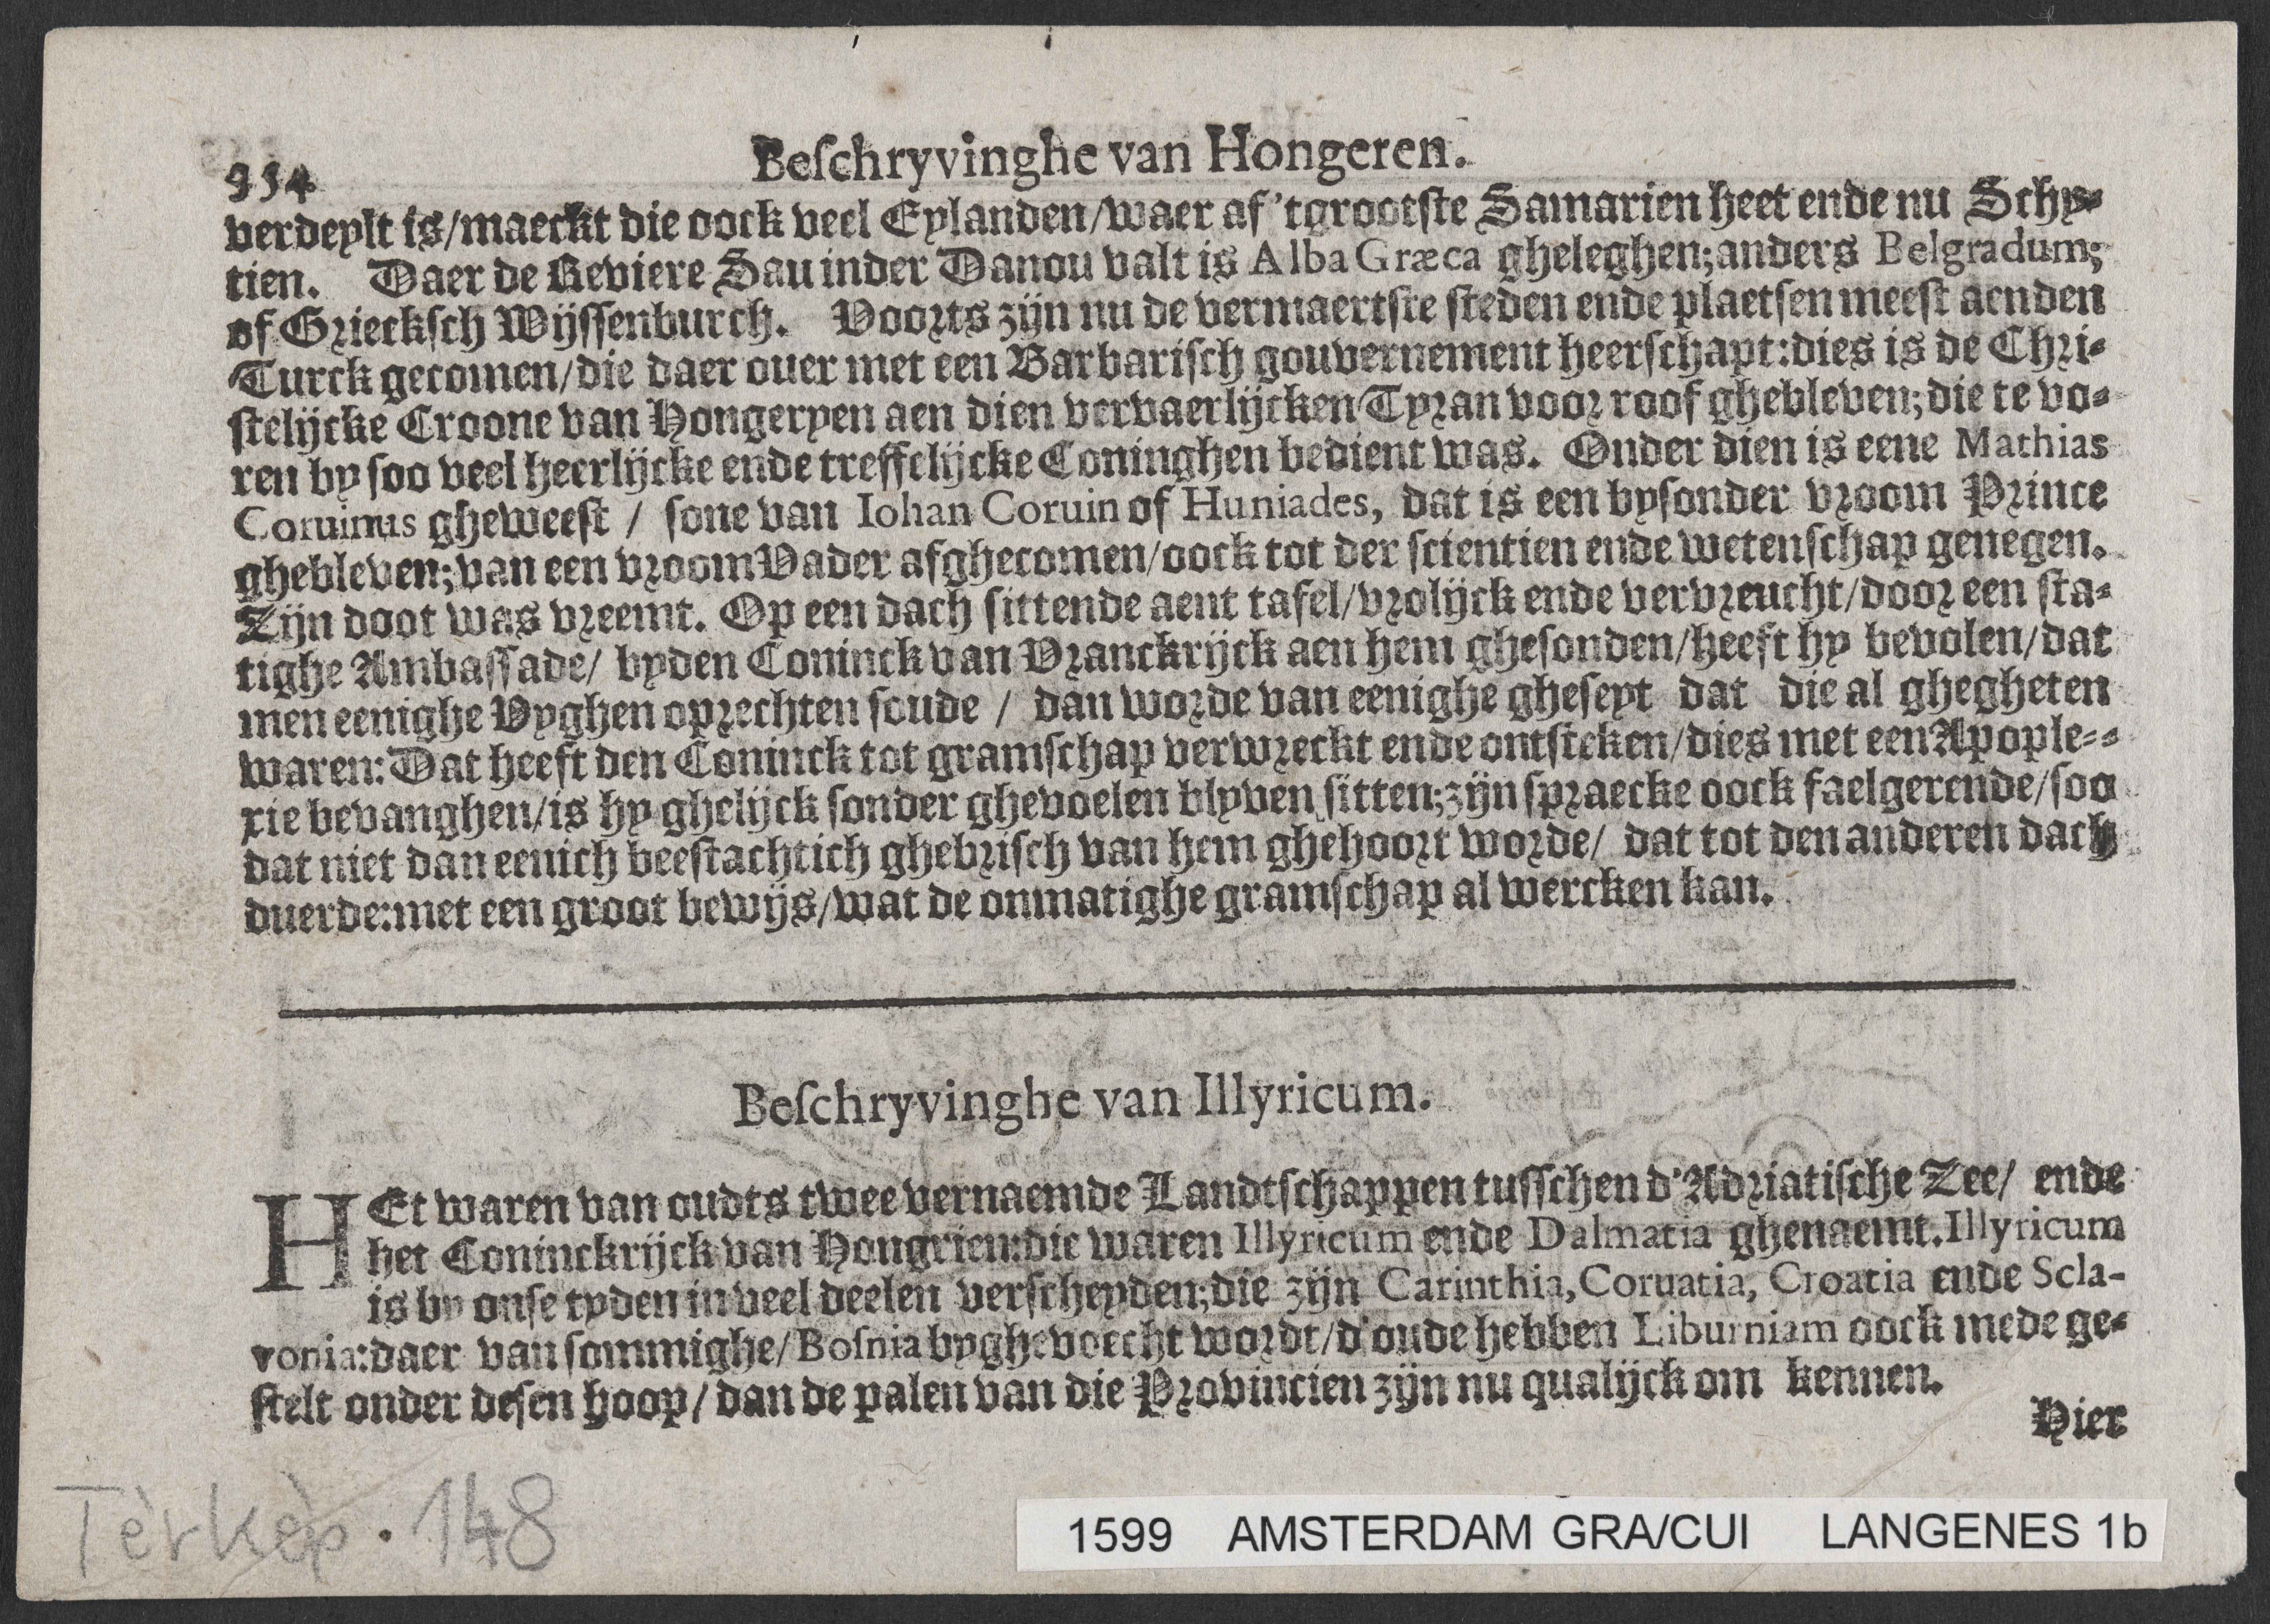 354
Beſchryvinghe van Hongeren.
verdeylt is/maeckt die oock veel Eylanden/waer af 'tgrootſte Samarien heet ende nu Schy-
tien. Daer de Reviere Sau inder Danou valt is Alba Græca gheleghen; anders Belgradum;
of Grieckſch Wijſſenburch. Voorts zijn nu de vermaertſte ſteden ende plaetſen meeſt aenden
Turck gecomen/die daer ouer met een Barbariſch gouvernement heerſchapt: dies is de Chri-
ſtelijcke Croone van Hongeryen aen dien vervaerlijcken Tyran voor roof ghebleven; die te vo-
ren by ſoo veel heerlijcke ende treffelijcke Coninghen bedient was. Onder dien is eene Mathias
Coruinus gheweeſt / ſone van Iohan Coruin of Huniades, dat is een byſonder vroom Prince
ghebleven; van een vroom Vader afghecomen/oock tot der ſcientien ende wetenſchap genegen.
Zijn doot was vreemt. Op een dach ſittende aent tafel/vrolijck ende vervreucht/door een ſta-
tighe Ambaſſade/ byden Coninck van Vranckrijck aen hem gheſonden/heeft hy bevolen/dat
men eenighe Vyghen oprechten ſoude / dan worde van eenighe gheſeyt dat die al ghegheten
waren: Dat heeft den Coninck tot gramſchap verwreckt ende ontſteken/dies met een Apople-
xie bevanghen/is hy ghelijck ſonder ghevoelen blyven ſitten; zijn ſpraecke oock faelgerende/ſoo
dat niet dan eenich beeſtachtich ghebriſch van hem ghehoort worde/ dat tot den anderen dach
duerde: met een groot bewijs/wat de onmatighe gramſchap al wercken kan.
Beſchryvinghe van Illyricum.
HEt waren van oudts twee vernaemde Landtſchappen tuſſchen d'Adriatiſche Zee/ ende
het Coninckrijck van Hongrien: die waren Illyricum ende Dalmatia ghenaemt. Illyricum
is by onſe tyden in veel deelen verſcheyden; die zijn Carinthia, Coruatia, Croatia ende Scla-
vonia: daer van ſommighe/ Boſnia byghevoecht wordt/d'oude hebben Liburniam oock mede ge-
ſtelt onder deſen hoop/ dan de palen van die Provincien zijn nu qualijck om kennen.
Hier
Tèrkèp. 148
1599 AMSTERDAM GRA/CUI LANGENES 1b